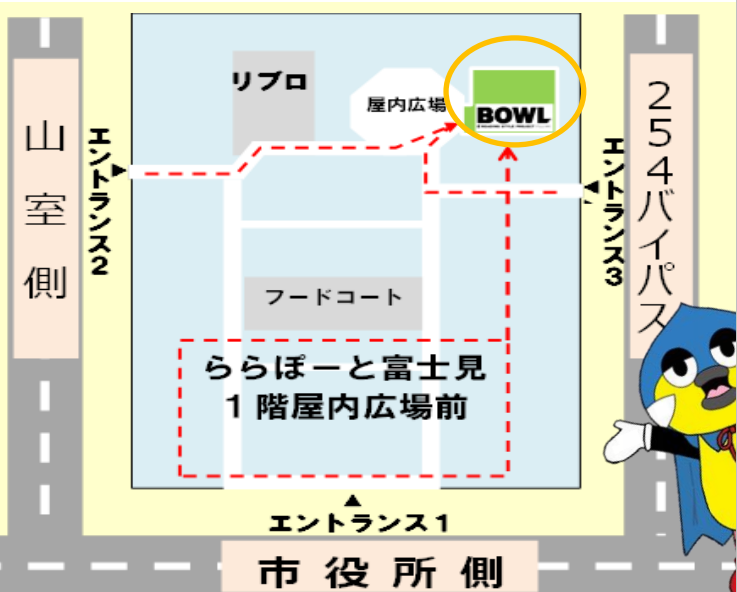 リブロ
屋内広場
BOWL
山室側
エントランス2
エントランス3
254バイパス
フードコート
ららぽーと富士見
1階屋内広場前
エントランス1
市役所側